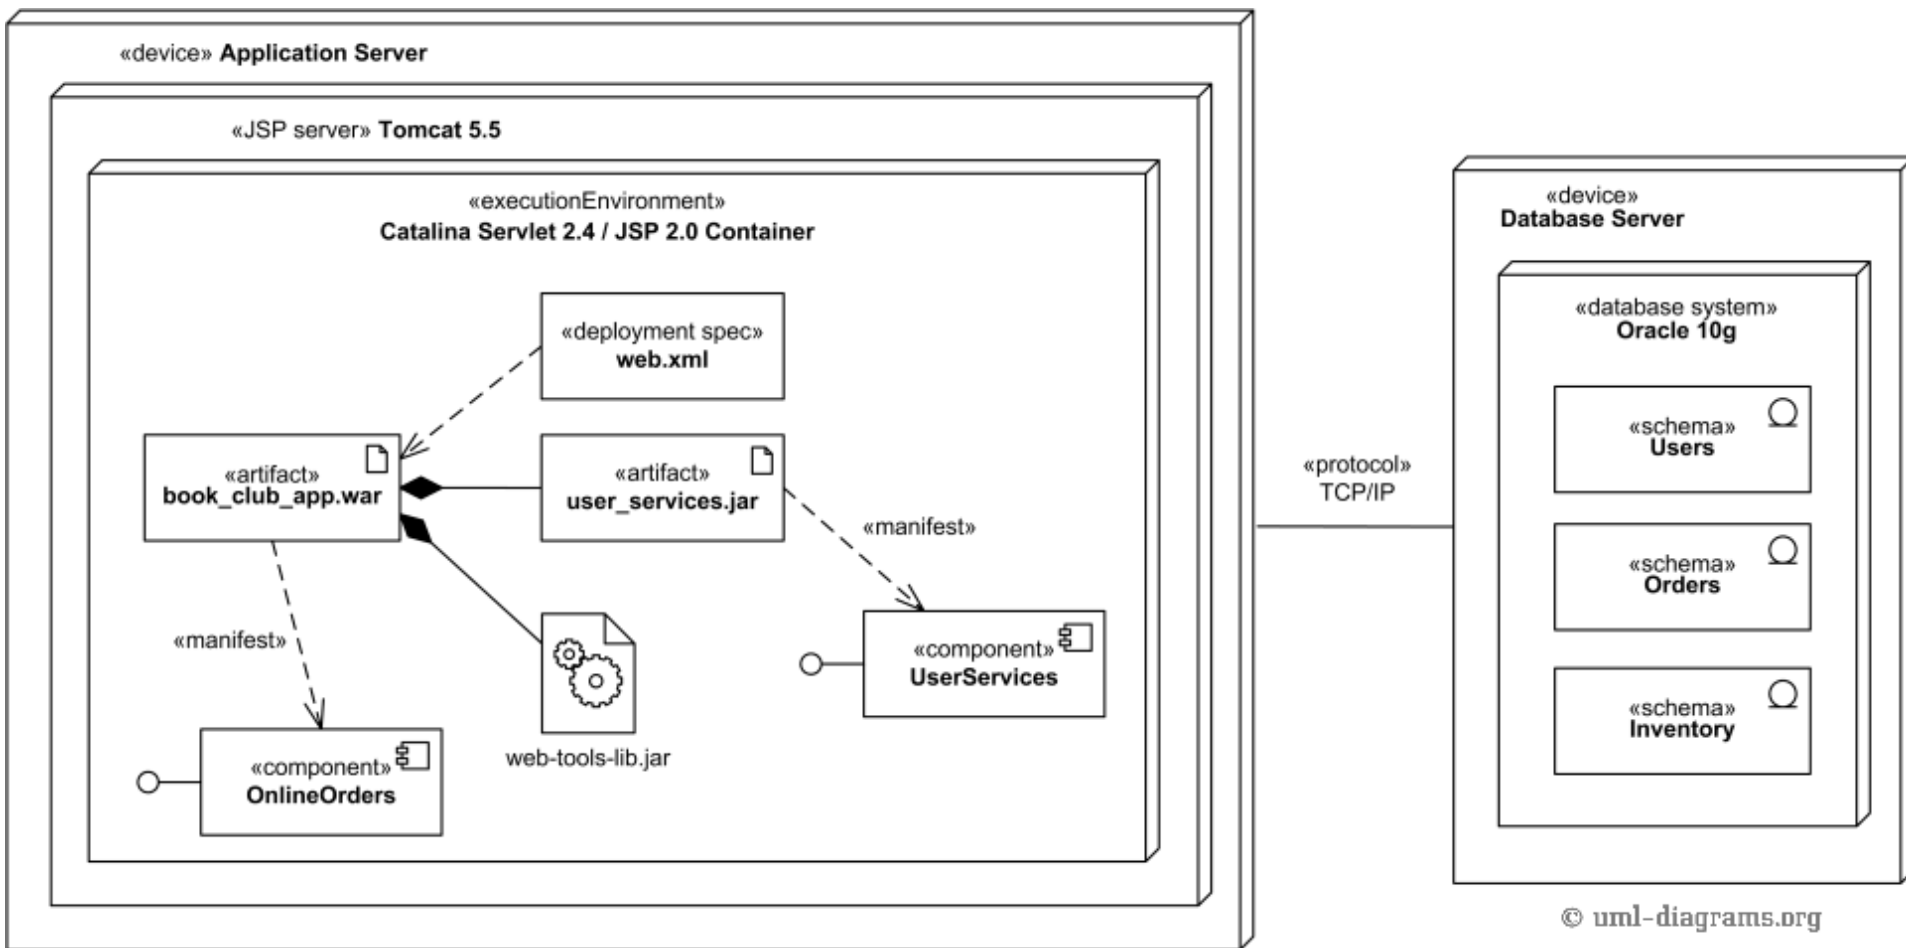 «device» Application Server
«JSP server» Tomcat 5.5
«executionEnvironment»
Catalina Servlet 2.4 / JSP 2.0 Container
«deployment spec»
web.xml
«artifact»
book_club_app.war
«artifact»
user_services.jar
«manifest»
«manifest»
«component»
UserServices
web-tools-lib.jar
«component»
OnlineOrders
«protocol»
TCP/IP
«device»
Database Server
«database system»
Oracle 10g
«schema»
Users
«schema»
Orders
«schema»
Inventory
© uml-diagrams.org